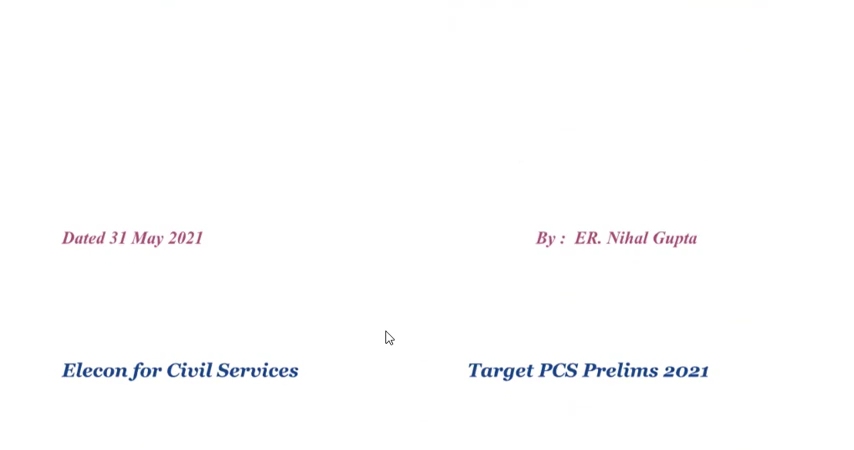 Dated 31 May 2021 By : ER. Nihal Gupta
Elecon for Civil Services Target PCS Prelims 2021